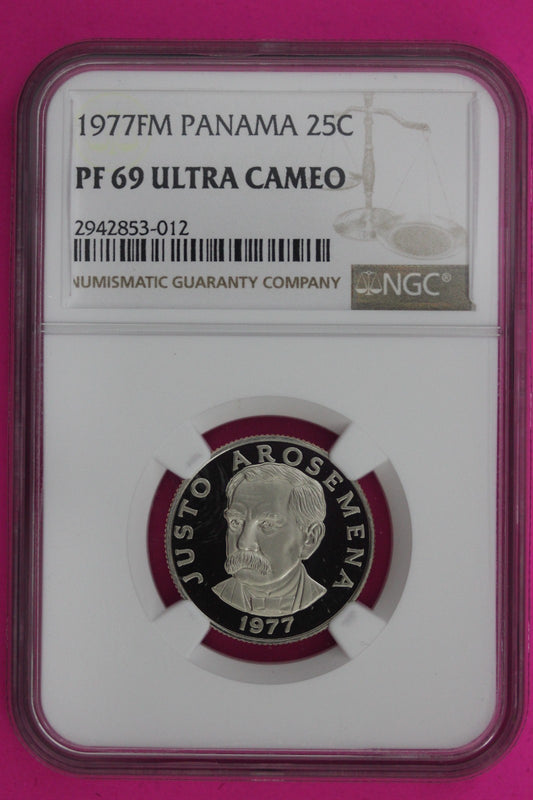 1977FM PANAMA 25C
PF 69 ULTRA CAMEO
2942853-012
NUMISMATIC GUARANTY COMPANY
NGC®
JUSTO AROSEMENA
1977